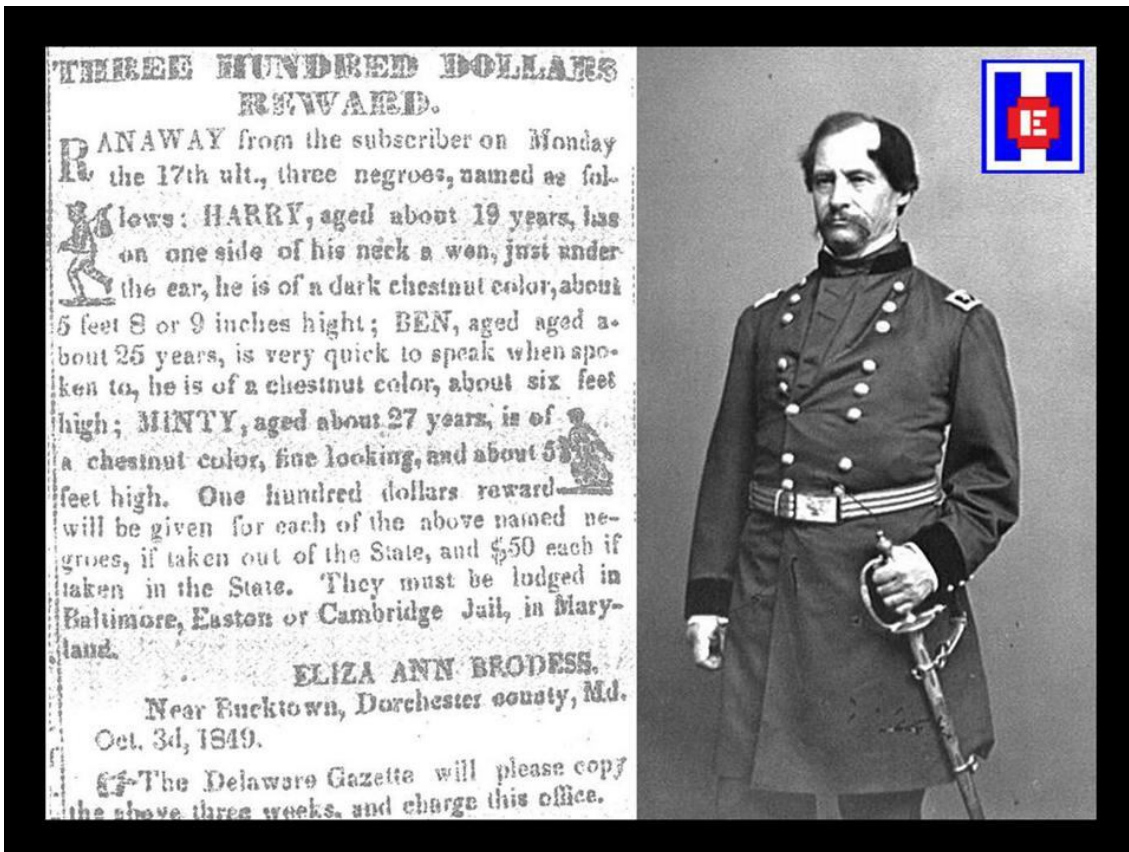 THREE HUNDRED DOLLARS
REWARD.
RANAWAY from the subscriber on Monday
the 17th ult., three negroes, named as fol-
lows: HARRY, aged about 19 years, has
on one side of his neck a wen, just under
the ear, he is of a dark chestnut color, about
5 feet 8 or 9 inches hight; BEN, aged aged a-
bout 25 years, is very quick to speak when spo-
ken to, he is of a chestnut color, about six feet
high; MINTY, aged about 27 years, is of
a chestnut color, fine looking, and about 5
feet high. One hundred dollars reward
will be given for each of the above named ne-
groes, if taken out of the State, and $50 each if
taken in the State. They must be lodged in
Baltimore, Easton or Cambridge Jail, in Mary-
land.
ELIZA ANN BRODESS.
Near Bucktown, Dorchester county, Md.
Oct. 3d, 1849.
The Delaware Gazette will please copy
the above three weeks, and charge this office.
H
E